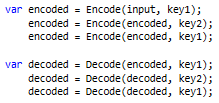 var encoded = Encode(input, key1);
encoded = Encode(encoded, key2);
encoded = Encode(encoded, key1);
var decoded = Decode(encoded, key1);
decoded = Decode(decoded, key2);
decoded = Decode(decoded, key1);